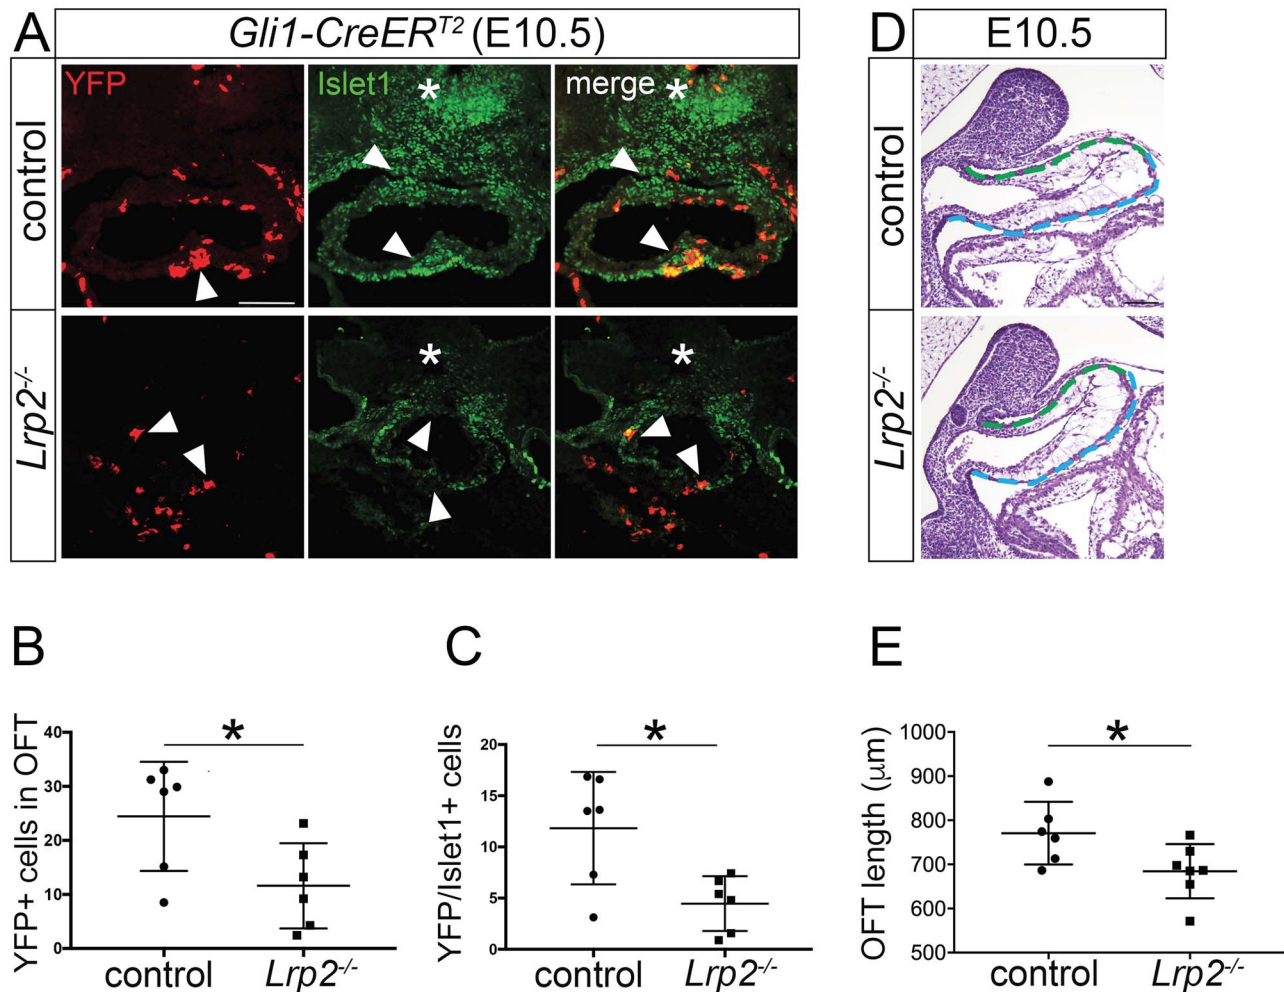 A
Gli1-CreERT2 (E10.5)
control
YFP
Islet1
*
merge
*
Lrp2-/-
*
*
D
E10.5
control
Lrp2-/-
B
YFP+ cells in OFT
40
30
20
10
0
*
control
Lrp2-/-
C
YFP/Islet1+ cells
20
15
10
5
0
*
control
Lrp2-/-
E
OFT length (μm)
1000
900
800
700
600
500
*
control
Lrp2-/-